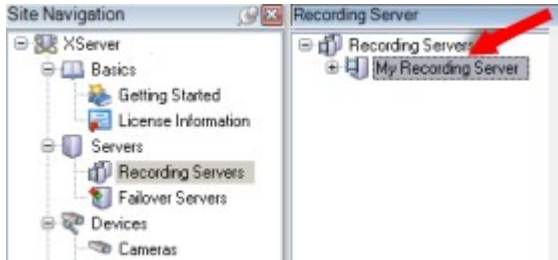 Site Navigation
XServer
Basics
Getting Started
License Information
Servers
Recording Servers
Failover Servers
Devices
Cameras
Recording Server
Recording Servers
My Recording Server